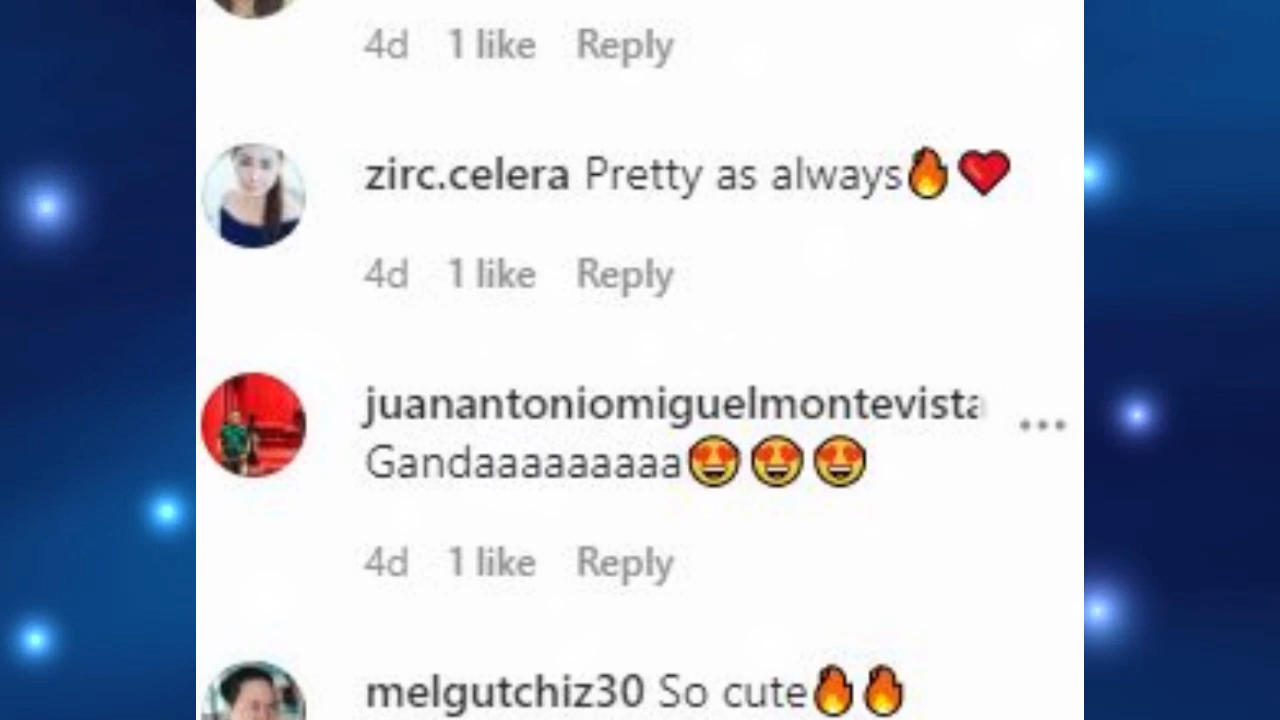 4d 1 like Reply
zirc.celera Pretty as always🔥❤️
4d 1 like Reply
juanantoniomiguelmontevista
Gandaaaaaaaaaa😍😍😍
4d 1 like Reply
melgutchiz30 So cute🔥🔥